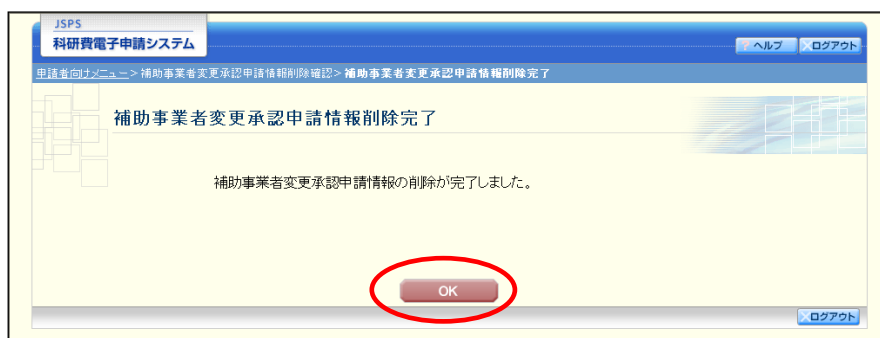 JSPS
科研費電子申請システム
? ヘルプ ×ログアウト
申請者向けメニュー>補助事業者変更承認申請情報削除確認>補助事業者変更承認申請情報削除完了
補助事業者変更承認申請情報削除完了
補助事業者変更承認申請情報の削除が完了しました。
OK
×ログアウト